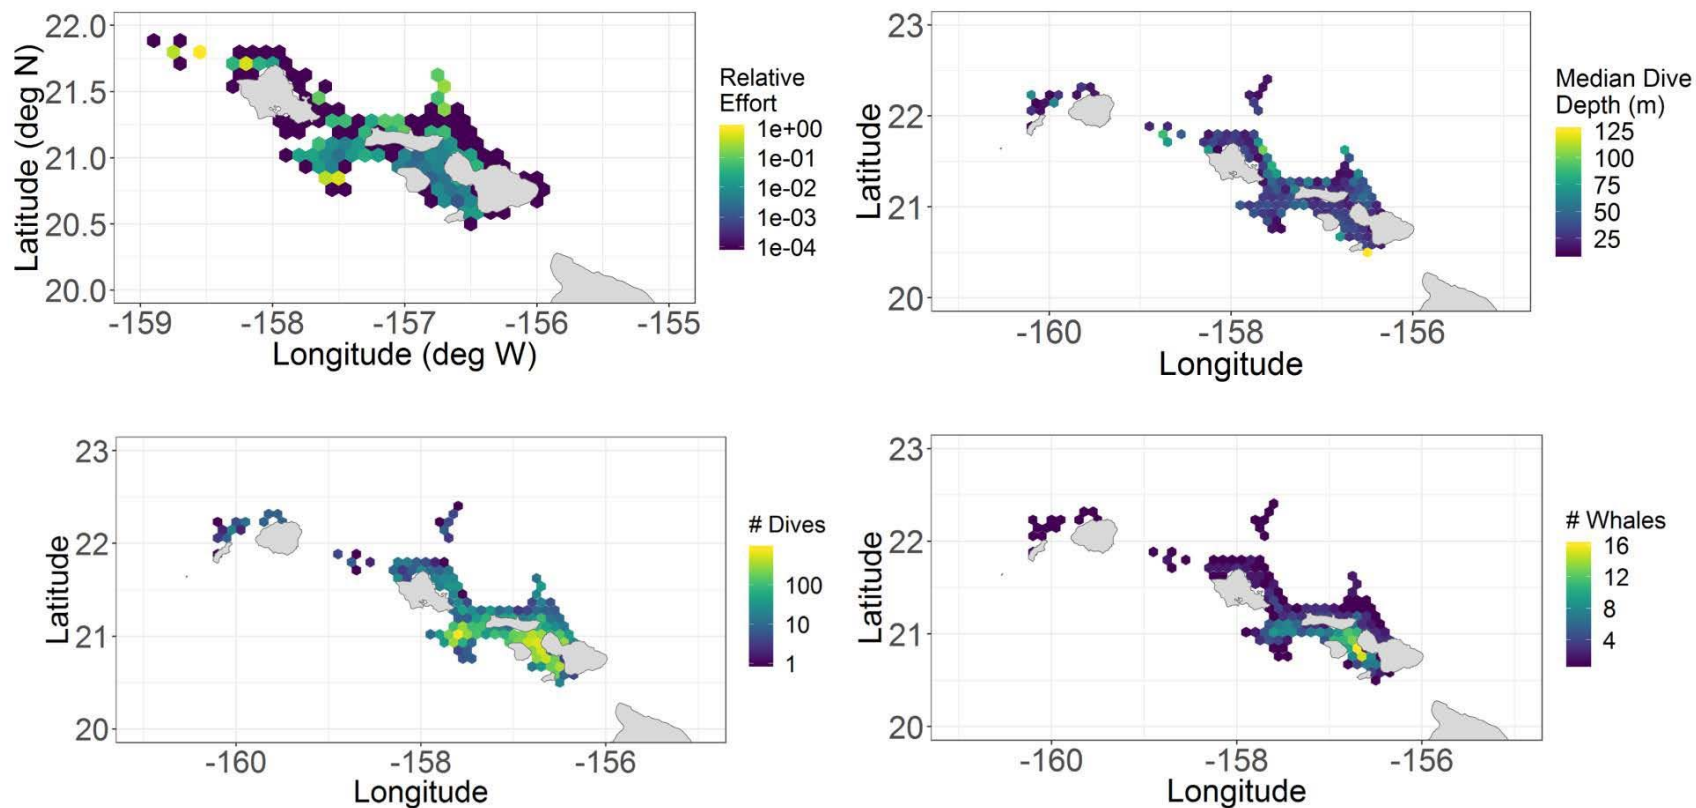 22.0
21.5
21.0
20.5
20.0
Latitude (deg N)
-159 -158 -157 -156 -155
Longitude (deg W)
Relative
Effort
1e+00
1e-01
1e-02
1e-03
1e-04
23
22
21
20
Latitude
-160 -158 -156
Longitude
Median Dive
Depth (m)
125
100
75
50
25
23
22
21
20
Latitude
-160 -158 -156
Longitude
# Dives
100
10
1
23
22
21
20
Latitude
-160 -158 -156
Longitude
# Whales
16
12
8
4